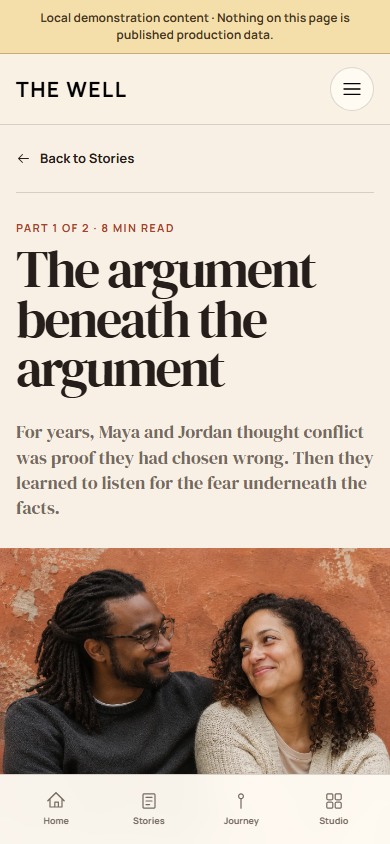 Local demonstration content · Nothing on this page is
published production data.
THE WELL
Back to Stories
PART 1 OF 2 · 8 MIN READ
The argument
beneath the
argument
For years, Maya and Jordan thought conflict
was proof they had chosen wrong. Then they
learned to listen for the fear underneath the
facts.
Home
Stories
Journey
Studio